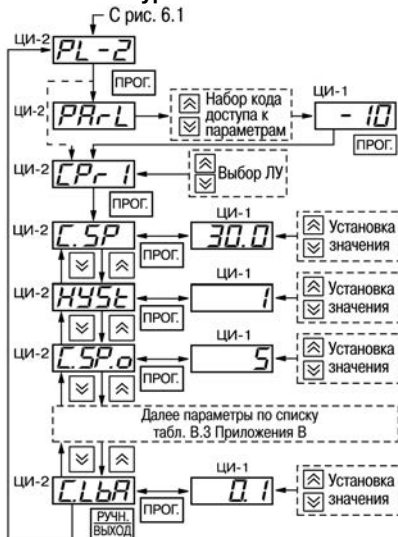 С рис. 6.1
ЦИ-2 PL-2
ПРОГ.
ЦИ-2 PArL
Набор кода
доступа к
параметрам
ЦИ-1
- 10
ПРОГ.
ЦИ-2 CPr1
Выбор ЛУ
ПРОГ.
ЦИ-2 C.SP
ПРОГ.
ЦИ-1
30.0
Установка
значения
ЦИ-2 HYSt
ПРОГ.
ЦИ-1
1
Установка
значения
ЦИ-2 C.SP.o
ПРОГ.
ЦИ-1
5
Установка
значения
Далее параметры по списку
табл. В.3 Приложения В
ЦИ-2 C.LbA
ПРОГ.
ЦИ-1
0.1
Установка
значения
РУЧН.
ВЫХОД